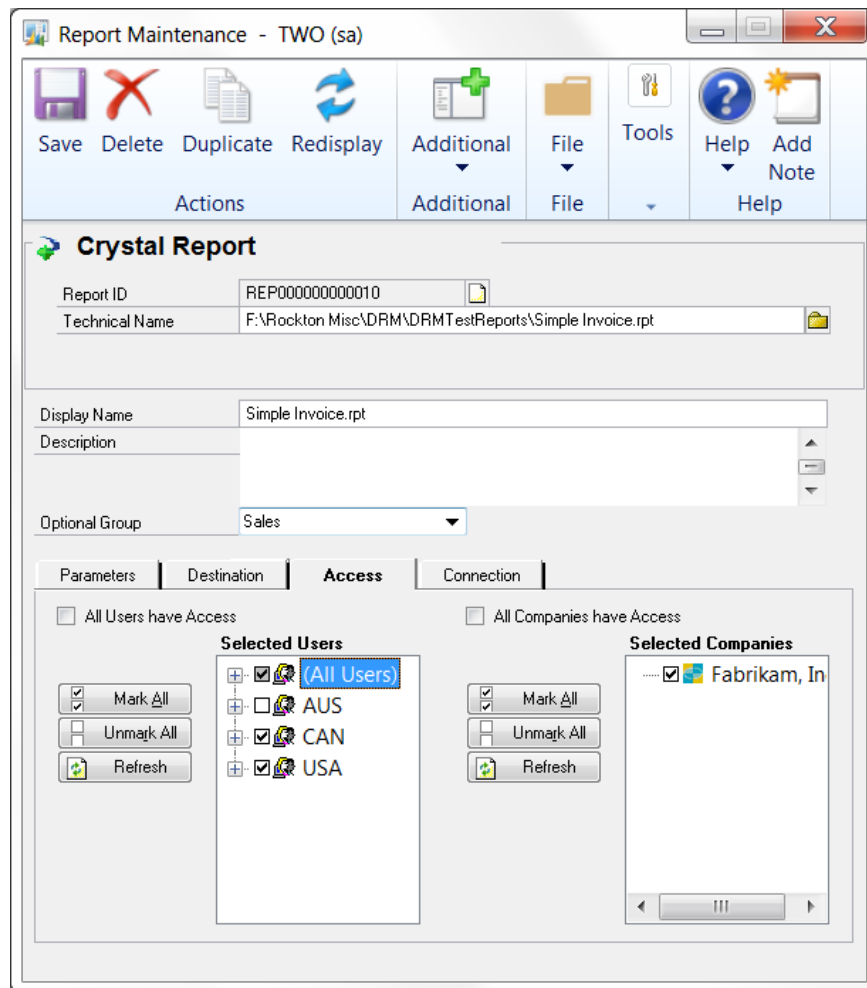 Report Maintenance - TWO (sa)
X
Save Delete Duplicate Redisplay Additional File Tools Help Add Note
Actions Additional File Help
Crystal Report
Report ID REP000000000010
Technical Name F:\Rockton Misc\DRM\DRMTestReports\Simple Invoice.rpt
Display Name Simple Invoice.rpt
Description
Optional Group Sales
Parameters Destination Access Connection
All Users have Access All Companies have Access
Selected Users Selected Companies
(All Users) Fabrikam, In
Mark All AUS Mark All
Unmark All CAN Unmark All
Refresh USA Refresh